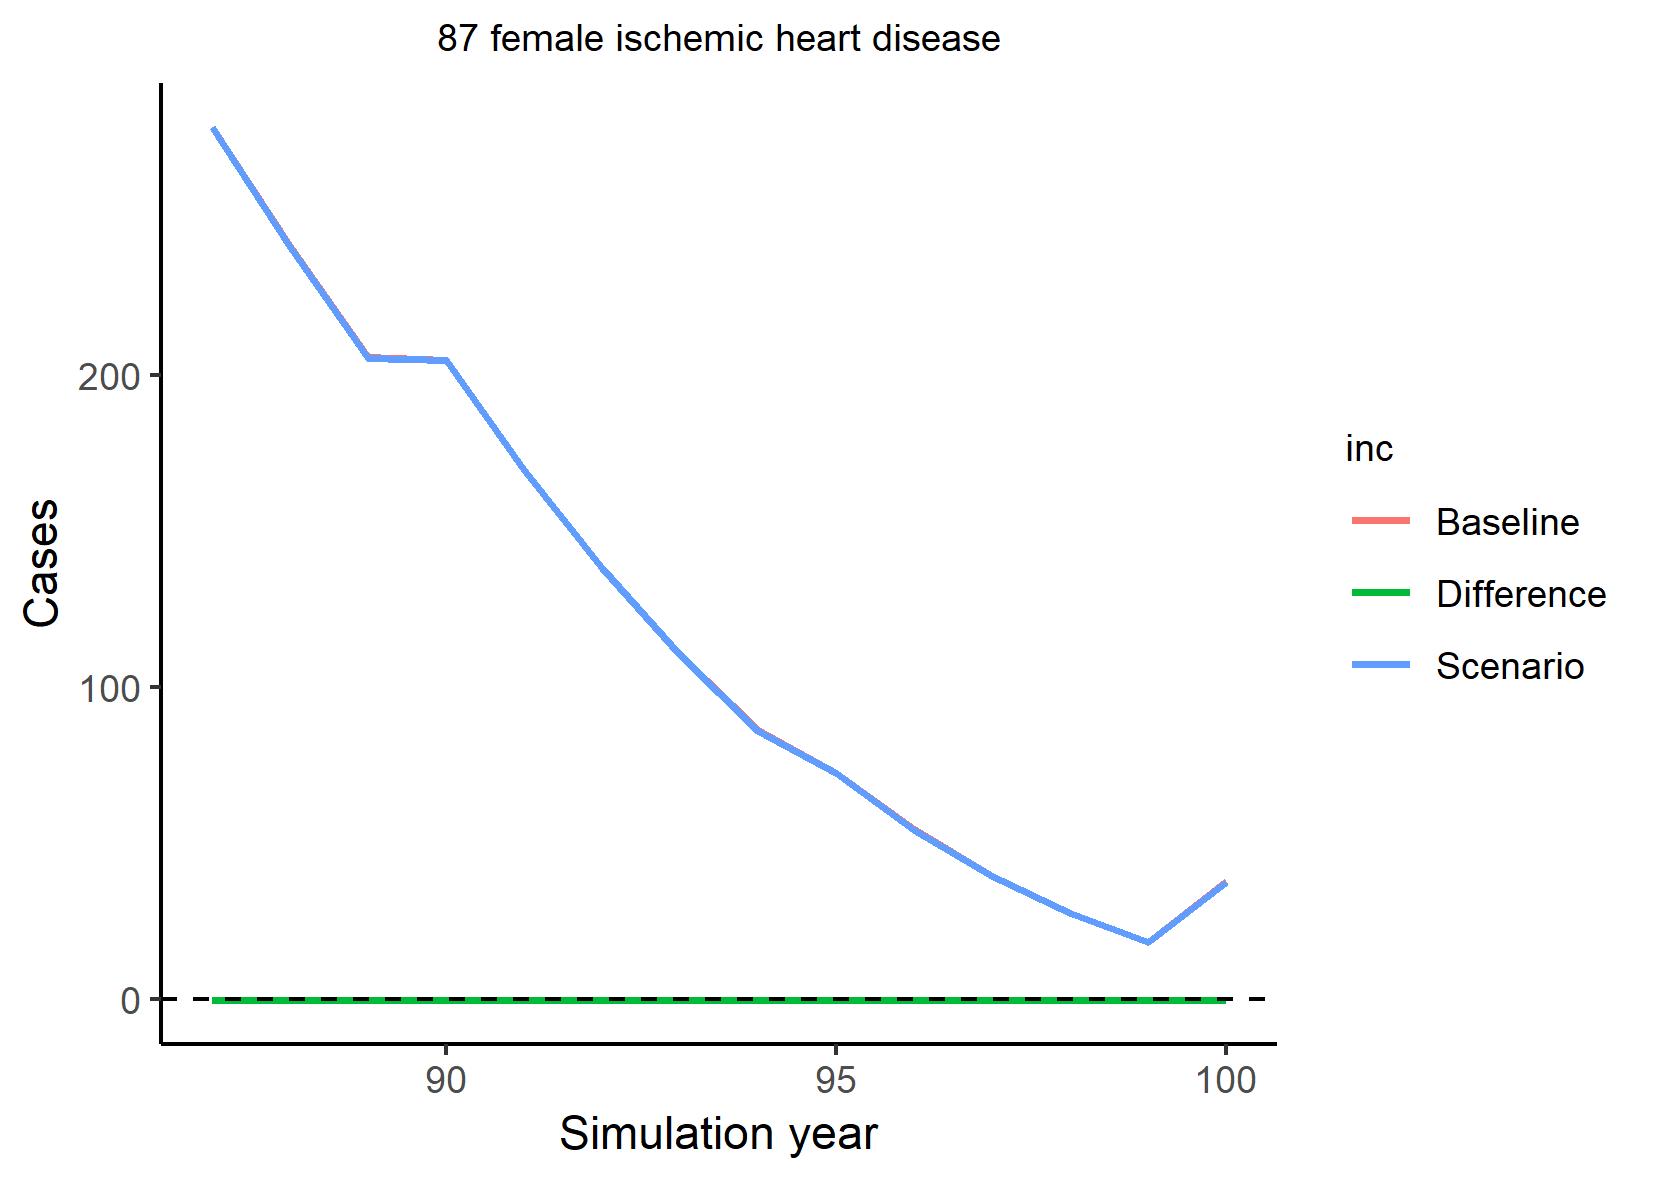 87 female ischemic heart disease
Cases
200
100
0
90 95 100
Simulation year
inc
Baseline
Difference
Scenario